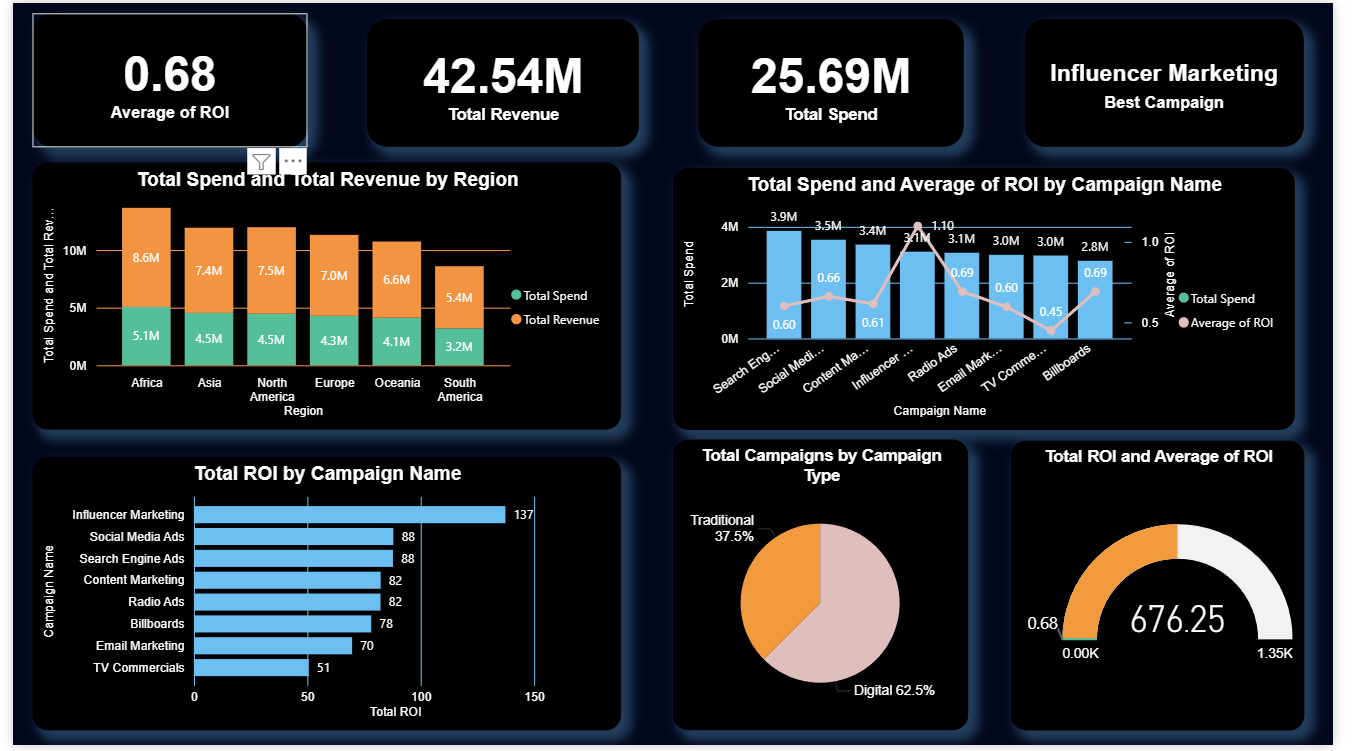 0.68
Average of ROI
42.54M
Total Revenue
25.69M
Total Spend
Influencer Marketing
Best Campaign
Total Spend and Total Revenue by Region
Total Spend and Total Rev...
10M
5M
0M
8.6M
7.4M
7.5M
7.0M
6.6M
5.4M
5.1M
4.5M
4.5M
4.3M
4.1M
3.2M
Total Spend
Total Revenue
Africa
Asia
North
America
Europe
Oceania
South
America
Region
Total Spend and Average of ROI by Campaign Name
Total Spend
4M
2M
0M
3.9M
3.5M
3.4M
3.1M
3.1M
3.0M
3.0M
2.8M
0.60
0.66
0.61
1.10
0.69
0.60
0.45
0.69
1.0
0.5
Average of ROI
Total Spend
Average of ROI
Search Eng...
Social Medi...
Content Ma...
Influencer ...
Radio Ads
Email Mark...
TV Comme...
Billboards
Campaign Name
Total ROI by Campaign Name
Campaign Name
Influencer Marketing 137
Social Media Ads 88
Search Engine Ads 88
Content Marketing 82
Radio Ads 82
Billboards 78
Email Marketing 70
TV Commercials 51
0 50 100 150
Total ROI
Total Campaigns by Campaign
Type
Traditional
37.5%
Digital 62.5%
Total ROI and Average of ROI
0.68
676.25
0.00K
1.35K